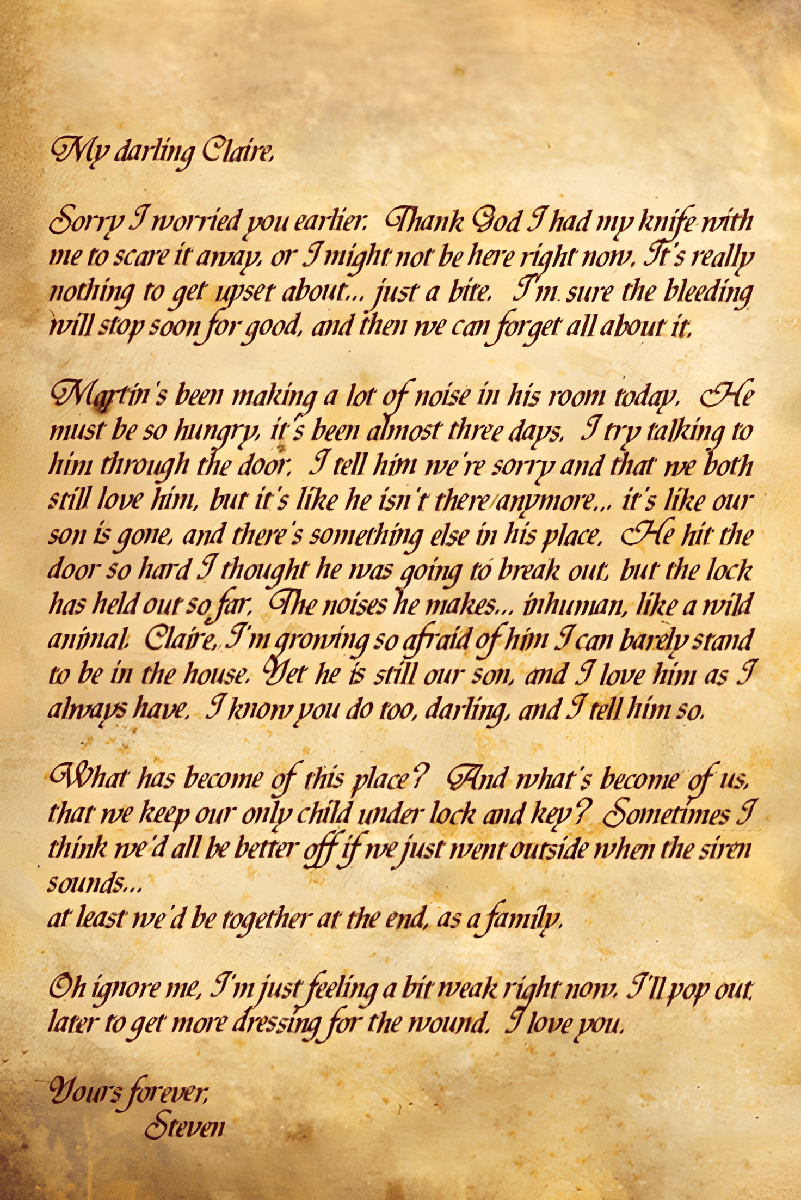 My darling Claire,
Sorry I worried you earlier. Thank God I had my knife with
me to scare it away, or I might not be here right now. It's really
nothing to get upset about... just a bite. I'm sure the bleeding
will stop soon for good, and then we can forget all about it.
Martin's been making a lot of noise in his room today. He
must be so hungry, it's been almost three days. I try talking to
him through the door. I tell him we're sorry and that we both
still love him, but it's like he isn't there anymore... it's like our
son is gone, and there's something else in his place. He hit the
door so hard I thought he was going to break out, but the lock
has held out so far. The noises he makes... inhuman, like a wild
animal. Claire, I'm growing so afraid of him I can barely stand
to be in the house. Yet he is still our son, and I love him as I
always have. I know you do too, darling, and I tell him so.
What has become of this place? And what's become of us,
that we keep our only child under lock and key? Sometimes I
think we'd all be better off if we just went outside when the siren
sounds...
at least we'd be together at the end, as a family.
Oh ignore me, I'm just feeling a bit weak right now. I'll pop out
later to get more dressing for the wound. I love you.
Yours forever,
Steven